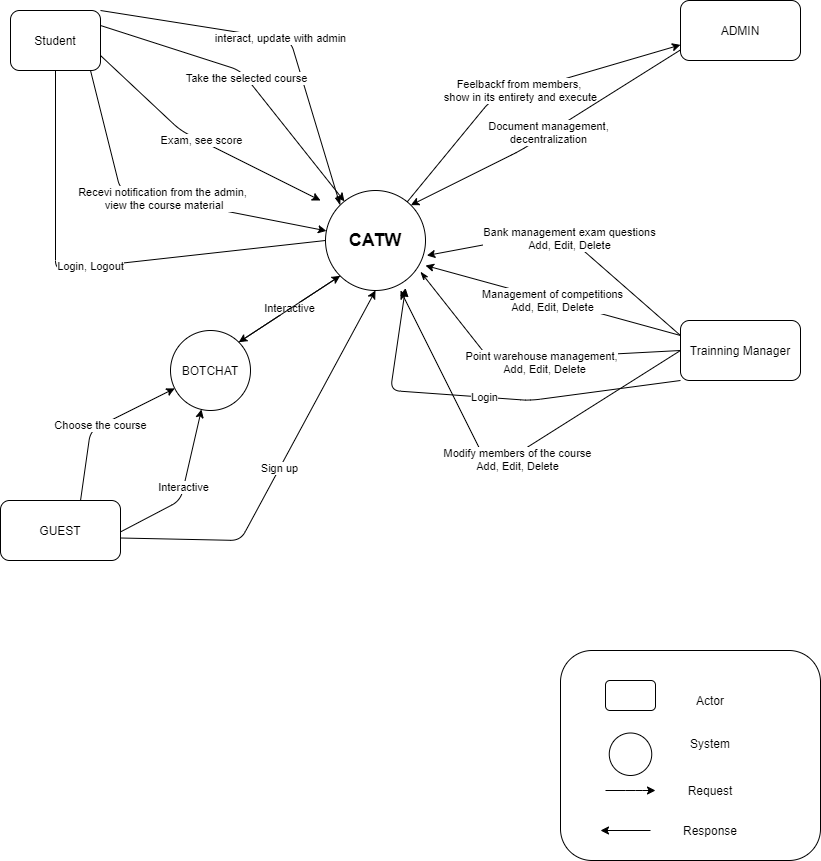 Student
interact, update with admin
Take the selected course
Exam, see score
Recevi notification from the admin,
view the course material
Login, Logout
ADMIN
Feelbackf from members,
show in its entirety and execute
Document management,
decentralization
CATW
Bank management exam questions
Add, Edit, Delete
Management of competitions
Add, Edit, Delete
Point warehouse management,
Add, Edit, Delete
Trainning Manager
Login
Modify members of the course
Add, Edit, Delete
Interactive
BOTCHAT
Choose the course
Interactive
Sign up
GUEST
Actor
System
Request
Response